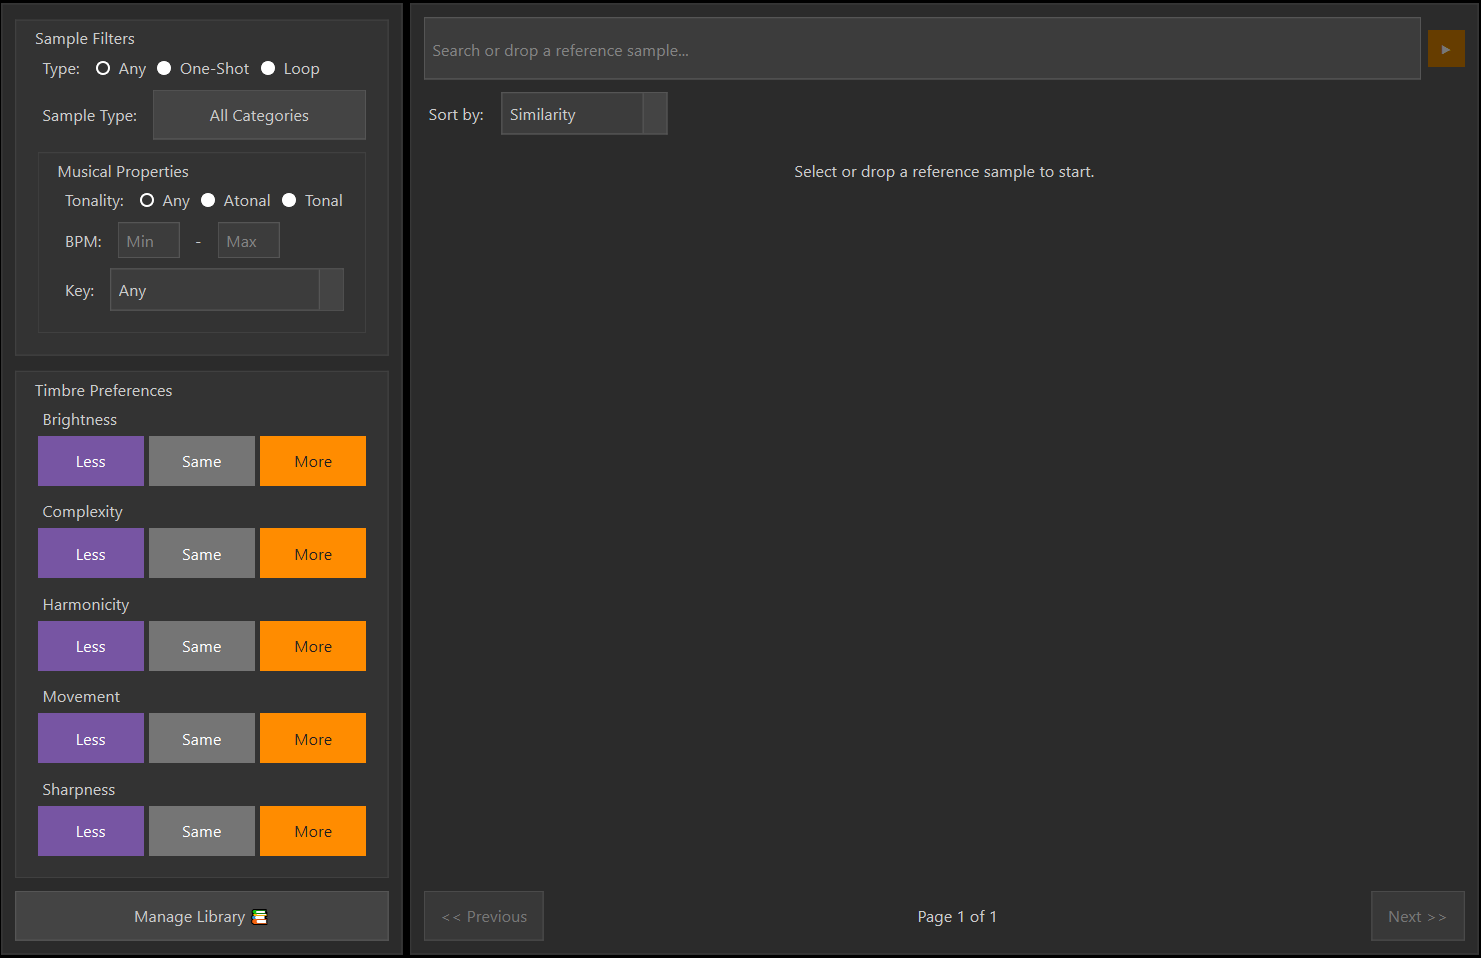 Sample Filters
Type: Any One-Shot Loop
Sample Type: All Categories
Musical Properties
Tonality: Any Atonal Tonal
BPM: Min - Max
Key: Any
Timbre Preferences
Brightness
Less Same More
Complexity
Less Same More
Harmonicity
Less Same More
Movement
Less Same More
Sharpness
Less Same More
Manage Library
Search or drop a reference sample...
Sort by: Similarity
Select or drop a reference sample to start.
<< Previous Page 1 of 1 Next >>